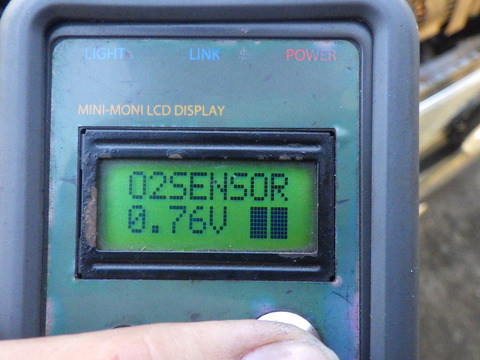 LIGHT LINK POWER
MINI-MONI LCD DISPLAY
O2SENSOR
0.76V